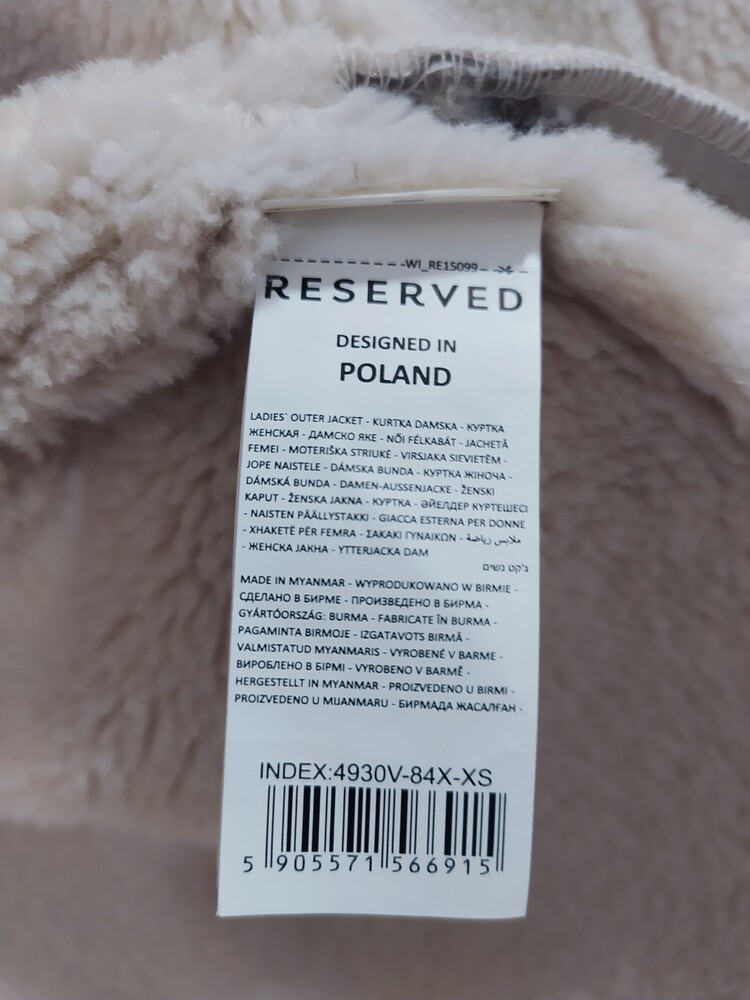 WI_RE15099
RESERVED
DESIGNED IN
POLAND
LADIES` OUTER JACKET - KURTKA DAMSKA - КУРТКА
ЖЕНСКАЯ - ДАМСКО ЯКЕ - NŐI FÉLKABÁT - JACHETĂ
FEMEI - MOTERIŠKA STRIUKĖ - VIRSJAKA SIEVIETĒM -
JOPE NAISTELE - DÁMSKA BUNDA - КУРТКА ЖІНОЧА -
DÁMSKÁ BUNDA - DAMEN-AUSSENJACKE - ŽENSKI
KAPUT - ŽENSKA JAKNA - КУРТКА - ӘЙЕЛДЕР КУРТЕШЕСІ
- NAISTEN PÄÄLLYSTAKKI - GIACCA ESTERNA PER DONNE
- XHAKETË PËR FEMRA - ΣΑΚΑΚΙ ΓΥΝΑΙΚΩΝ - ملابس رياضة
- ЖЕНСКА ЈАКНА - YTTERJACKA DAM
ג'קט נשים
MADE IN MYANMAR - WYPRODUKOWANO W BIRMIE -
СДЕЛАНО В БИРМЕ - ПРОИЗВЕДЕНО В БИРМА -
GYÁRTÓORSZÁG: BURMA - FABRICATE ÎN BURMA -
PAGAMINTA BIRMOJE - IZGATAVOTS BIRMĀ -
VALMISTATUD MYANMARIS - VYROBENÉ V BARME -
ВИРОБЛЕНО В БІРМІ - VYROBENO V BARMĚ -
HERGESTELLT IN MYANMAR - PROIZVEDENO U BIRMI -
PROIZVEDENO U MIJANMARU - БИРМАДА ЖАСАЛҒАН -
INDEX:4930V-84X-XS
5 905571 566915